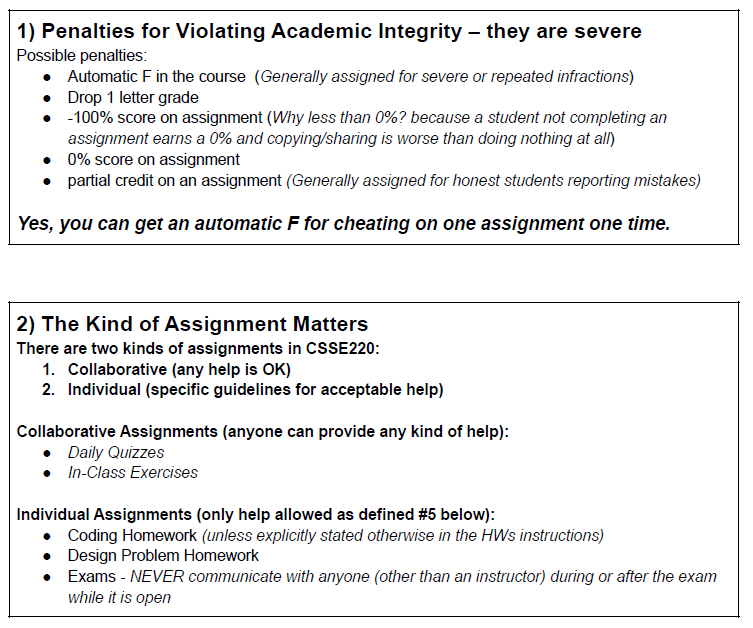 1) Penalties for Violating Academic Integrity – they are severe
Possible penalties:
● Automatic F in the course (Generally assigned for severe or repeated infractions)
● Drop 1 letter grade
● -100% score on assignment (Why less than 0%? because a student not completing an
assignment earns a 0% and copying/sharing is worse than doing nothing at all)
● 0% score on assignment
● partial credit on an assignment (Generally assigned for honest students reporting mistakes)
Yes, you can get an automatic F for cheating on one assignment one time.
2) The Kind of Assignment Matters
There are two kinds of assignments in CSSE220:
1. Collaborative (any help is OK)
2. Individual (specific guidelines for acceptable help)
Collaborative Assignments (anyone can provide any kind of help):
● Daily Quizzes
● In-Class Exercises
Individual Assignments (only help allowed as defined #5 below):
● Coding Homework (unless explicitly stated otherwise in the HWs instructions)
● Design Problem Homework
● Exams - NEVER communicate with anyone (other than an instructor) during or after the exam
while it is open